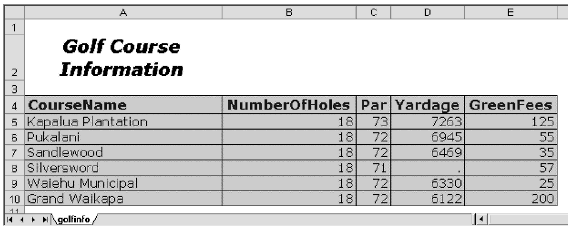 A B C D E
1
Golf Course
2 Information
3
4 CourseName NumberOfHoles Par Yardage GreenFees
5 Kapalua Plantation 18 73 7263 125
6 Pukalani 18 72 6945 55
7 Sandlewood 18 72 6469 35
8 Silversword 18 71 . 57
9 Waiehu Municipal 18 72 6330 25
10 Grand Waikapa 18 72 6122 200
11
golfinfo